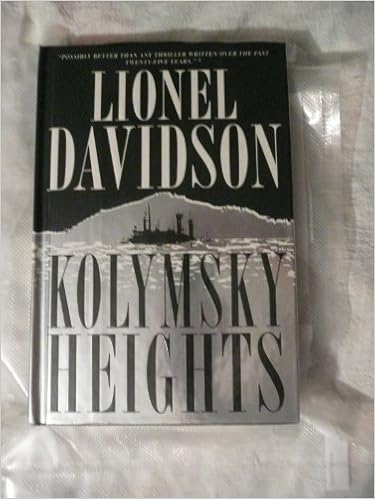 "POSSIBLY BETTER THAN ANY THRILLER WRITTEN OVER THE PAST
TWENTY-FIVE YEARS."*
LIONEL
DAVIDSON
KOLYMSKY
HEIGHTS